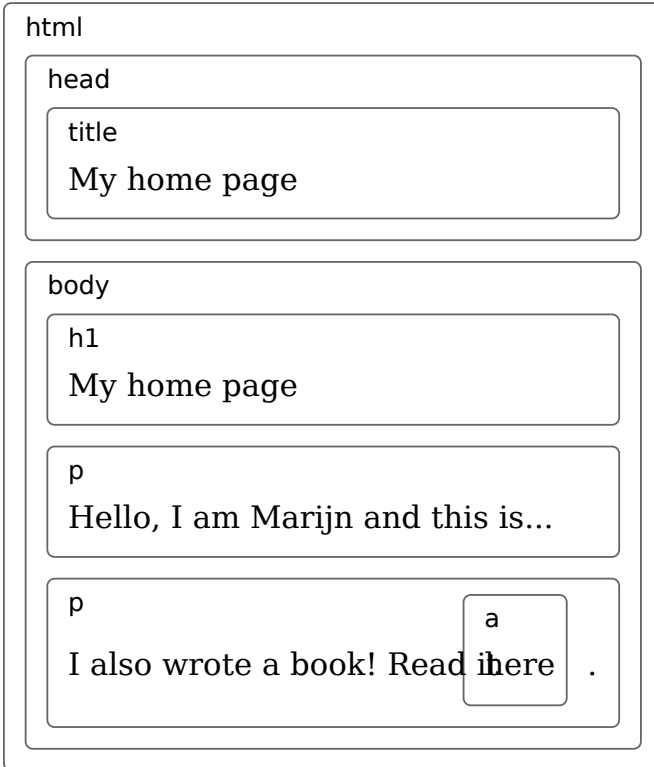 html
head
title
My home page
body
h1
My home page
p
Hello, I am Marijn and this is...
p
a
I also wrote a book! Read it here .